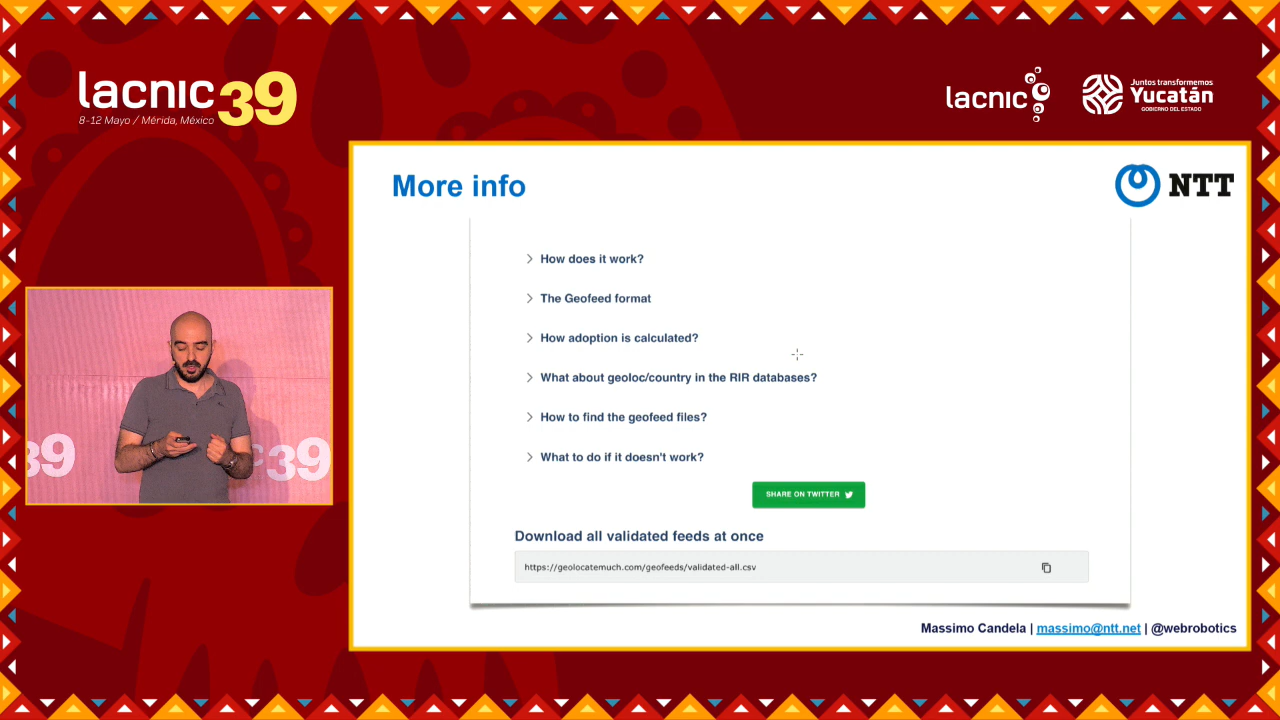 lacnic 39
8-12 Mayo / Mérida, México
lacnic
Juntos transformemos
Yucatán
GOBIERNO DEL ESTADO
More info
NTT
How does it work?
The Geofeed format
How adoption is calculated?
What about geoloc/country in the RIR databases?
How to find the geofeed files?
What to do if it doesn't work?
SHARE ON TWITTER
Download all validated feeds at once
https://geolocatemuch.com/geofeeds/validated-all.csv
Massimo Candela | massimo@ntt.net | @webrobotics
39
c39